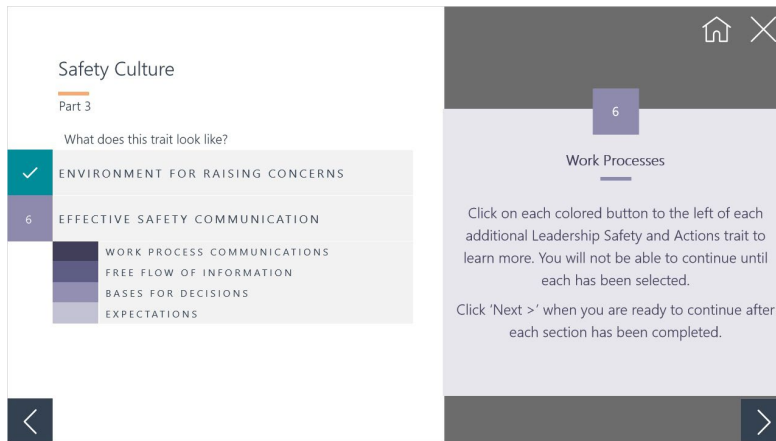 Safety Culture
Part 3
What does this trait look like?
ENVIRONMENT FOR RAISING CONCERNS
6
EFFECTIVE SAFETY COMMUNICATION
WORK PROCESS COMMUNICATIONS
FREE FLOW OF INFORMATION
BASES FOR DECISIONS
EXPECTATIONS
6
Work Processes
Click on each colored button to the left of each
additional Leadership Safety and Actions trait to
learn more. You will not be able to continue until
each has been selected.
Click ‘Next >’ when you are ready to continue after
each section has been completed.